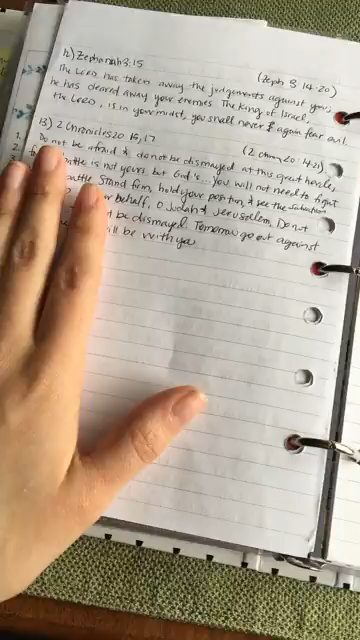 12) Zephaniah 3:15
(Zeph 3 14-20)
The LORD has taken away the judgements against you;
he has cleared away your enemies. The King of Israel,
the LORD, is in your midst; you shall never again fear evil.
13) 2 Chronicles 20 15, 17
(2 Chron 20: 4-21)
1.
Do not be afraid & do not be dismayed at this great horde,
2.
battle is not yours but God's... You will not need to fight
battle. Stand firm, hold your position, & see the Salvation
behalf, O Judah & Jerusalem. Do not
be dismayed. Tomorrow go out against
will be with you